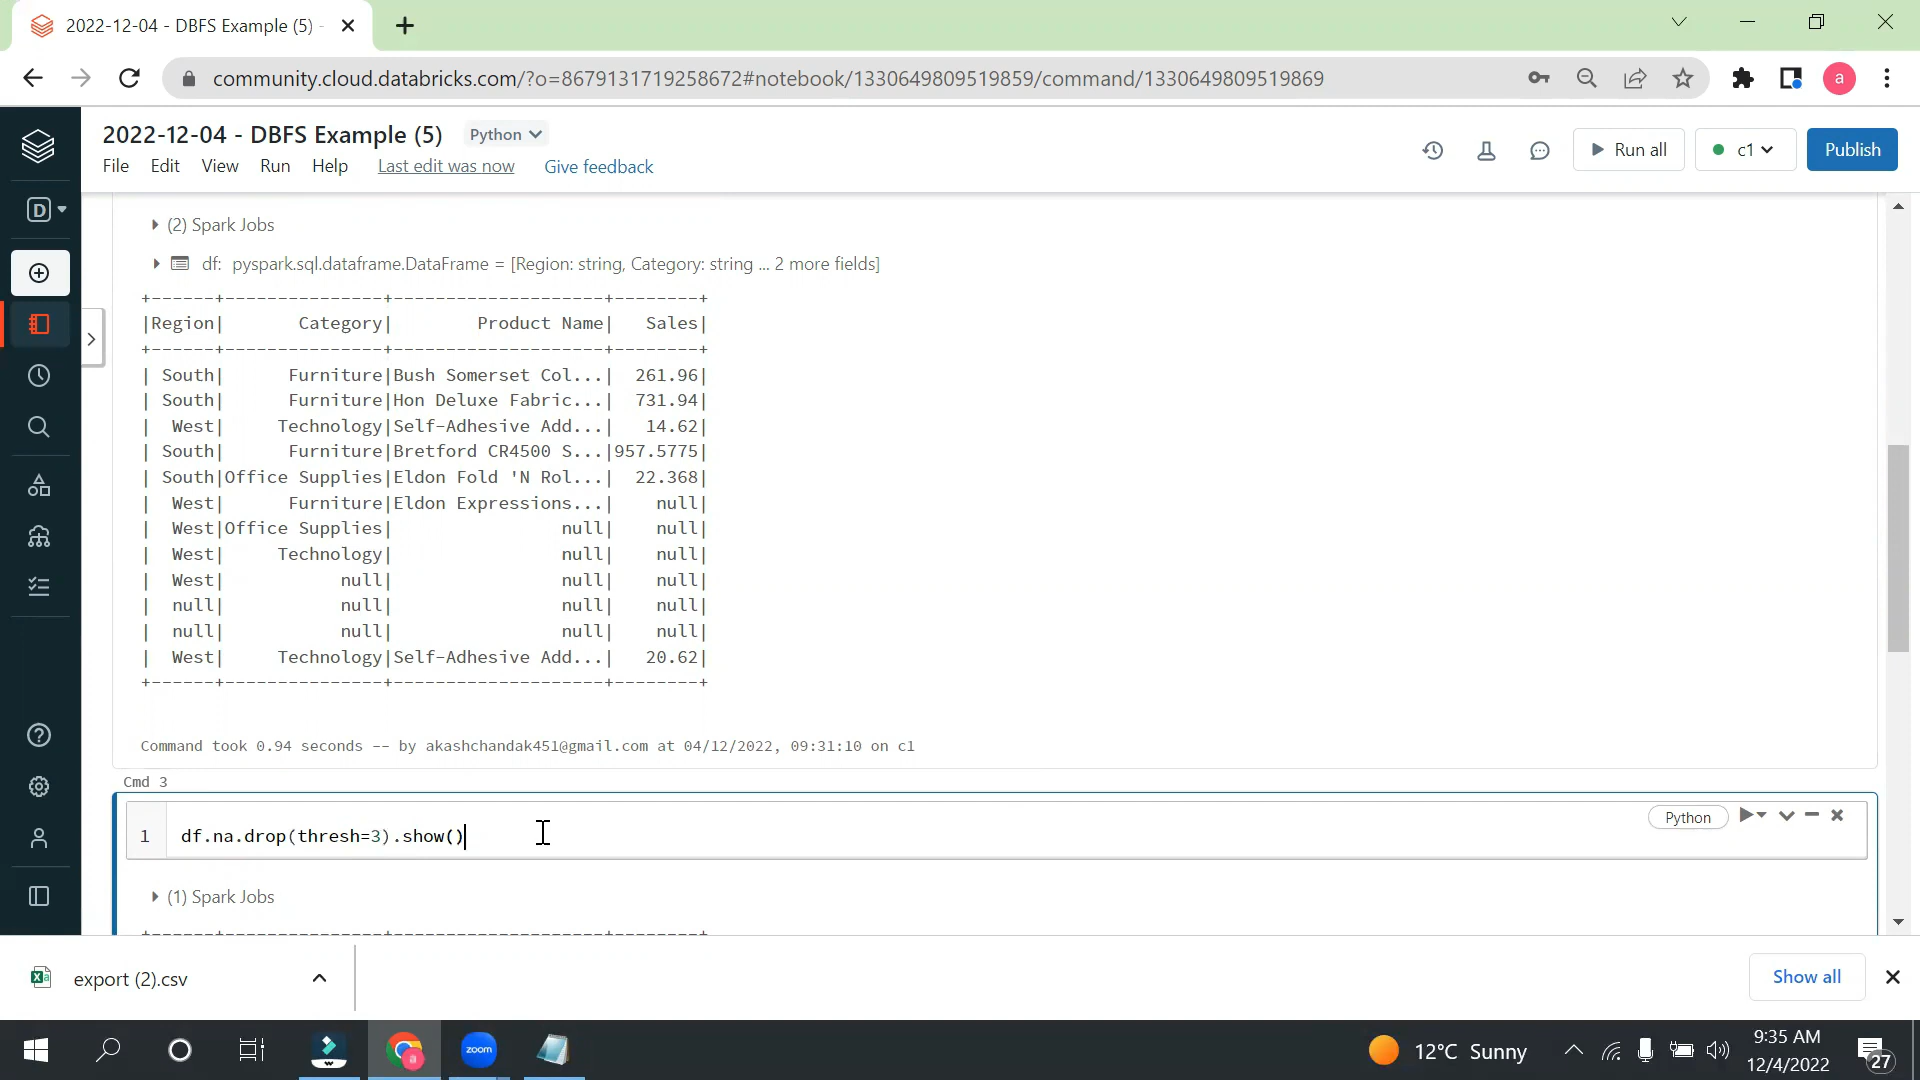 2022-12-04 - DBFS Example (5) -
community.cloud.databricks.com/?o=8679131719258672#notebook/1330649809519859/command/1330649809519869
a
2022-12-04 - DBFS Example (5) Python
File Edit View Run Help Last edit was now Give feedback
Run all c1 Publish
D
(2) Spark Jobs
df: pyspark.sql.dataframe.DataFrame = [Region: string, Category: string ... 2 more fields]
+------+---------------+--------------------+--------+
|Region|       Category|        Product Name|   Sales|
+------+---------------+--------------------+--------+
| South|      Furniture|Bush Somerset Col...|  261.96|
| South|      Furniture|Hon Deluxe Fabric...|  731.94|
|  West|     Technology|Self-Adhesive Add...|   14.62|
| South|      Furniture|Bretford CR4500 S...|957.5775|
| South|Office Supplies|Eldon Fold 'N Rol...|  22.368|
|  West|      Furniture|Eldon Expressions...|    null|
|  West|Office Supplies|                null|    null|
|  West|     Technology|                null|    null|
|  West|           null|                null|    null|
|  null|           null|                null|    null|
|  null|           null|                null|    null|
|  West|     Technology|Self-Adhesive Add...|   20.62|
+------+---------------+--------------------+--------+
Command took 0.94 seconds -- by akashchandak451@gmail.com at 04/12/2022, 09:31:10 on c1
Cmd 3
Python
1 df.na.drop(thresh=3).show()
(1) Spark Jobs
+------+---------------+--------------------+--------+
export (2).csv
Show all
zoom
12°C Sunny
9:35 AM
12/4/2022
27